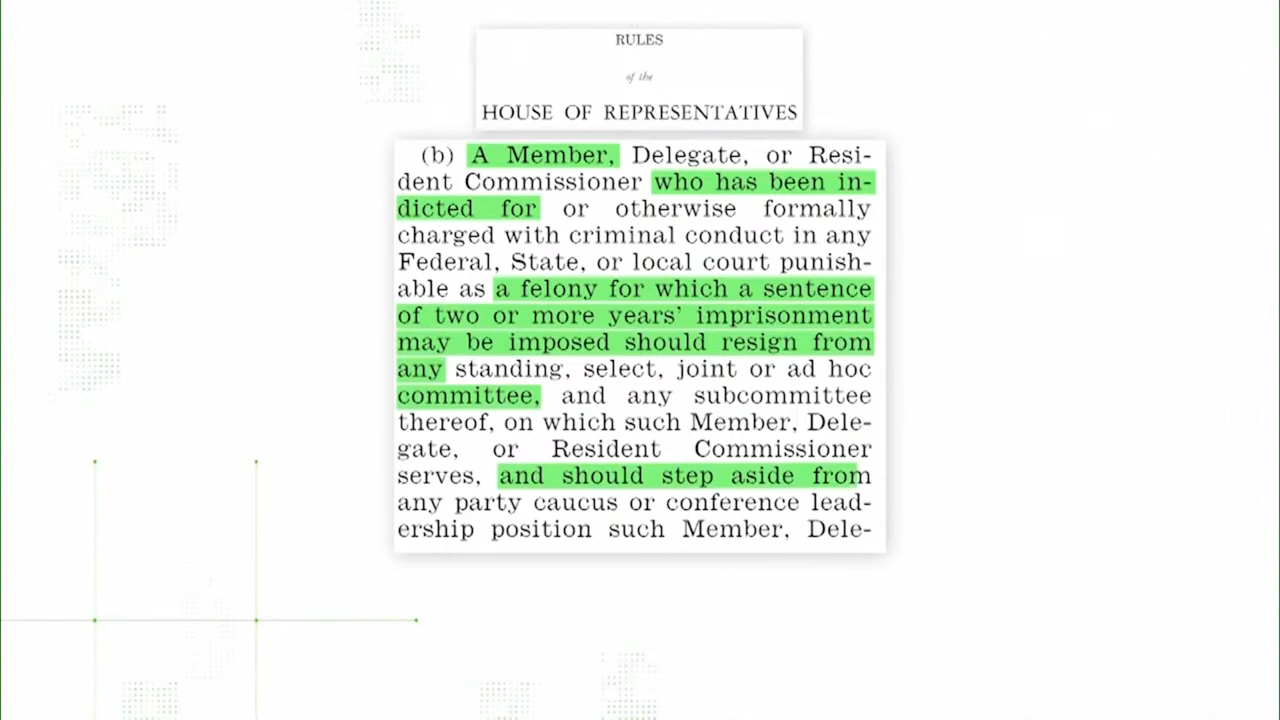 RULES
of the
HOUSE OF REPRESENTATIVES
(b) A Member, Delegate, or Resi-
dent Commissioner who has been in-
dicted for or otherwise formally
charged with criminal conduct in any
Federal, State, or local court punish-
able as a felony for which a sentence
of two or more years' imprisonment
may be imposed should resign from
any standing, select, joint or ad hoc
committee, and any subcommittee
thereof, on which such Member, Dele-
gate, or Resident Commissioner
serves, and should step aside from
any party caucus or conference lead-
ership position such Member, Dele-